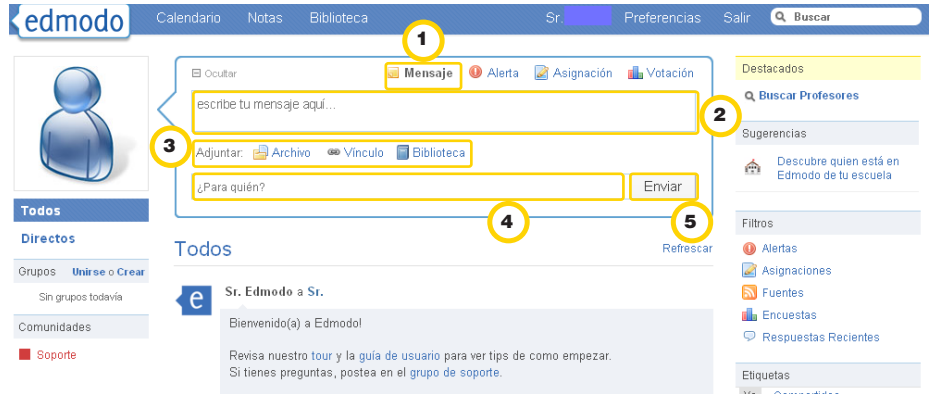 edmodo Calendario Notas Biblioteca Sr. Preferencias Salir Buscar
1
Ocultar Mensaje Alerta Asignación Votación
escribe tu mensaje aquí...
2
3
Adjuntar: Archivo Vínculo Biblioteca
¿Para quién? Enviar
4
5
Todos
Directos
Grupos Unirse o Crear
Sin grupos todavía
Comunidades
Soporte
Todos Refrescar
e
Sr. Edmodo a Sr.
Bienvenido(a) a Edmodo!
Revisa nuestro tour y la guía de usuario para ver tips de como empezar.
Si tienes preguntas, postea en el grupo de soporte.
Destacados
Buscar Profesores
Sugerencias
Descubre quien está en
Edmodo de tu escuela
Filtros
Alertas
Asignaciones
Fuentes
Encuestas
Respuestas Recientes
Etiquetas